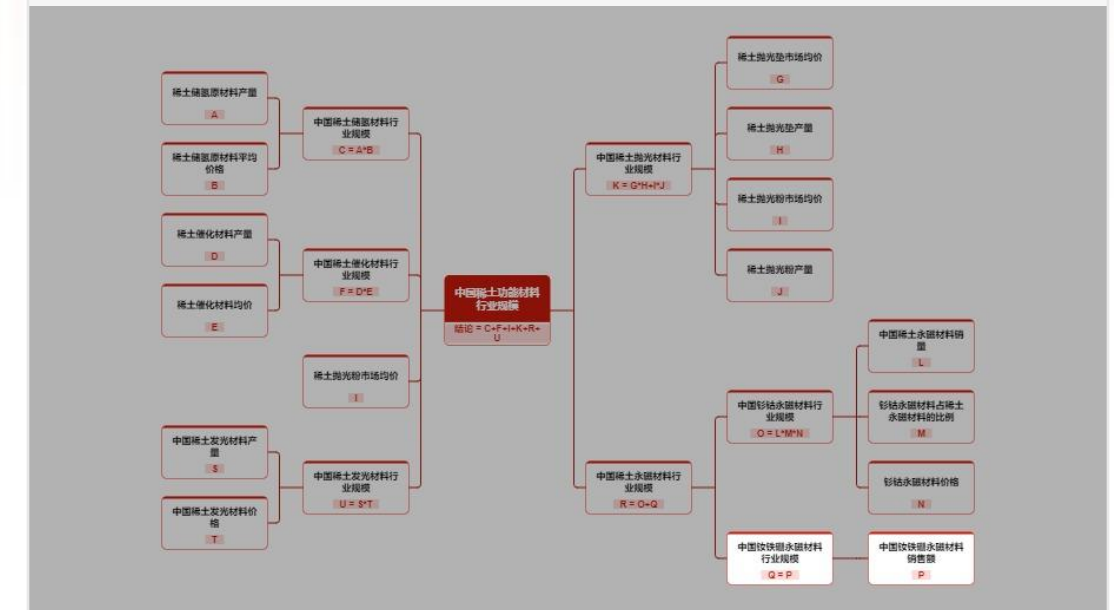 稀土储氢原材料产量
A
稀土储氢原材料平均
价格
B
中国稀土储氢材料行
业规模
C = A*B
稀土催化材料产量
D
稀土催化材料均价
E
中国稀土催化材料行
业规模
F = D*E
稀土抛光粉市场均价
I
中国稀土发光材料产
量
S
中国稀土发光材料价
格
T
中国稀土发光材料行
业规模
U = S*T
中国稀土功能材料
行业规模
结论 = C+F+I+K+R+
U
中国稀土抛光材料行
业规模
K = G*H+I*J
稀土抛光垫市场均价
G
稀土抛光垫产量
H
稀土抛光粉市场均价
I
稀土抛光粉产量
J
中国稀土永磁材料行
业规模
R = O+Q
中国钐钴永磁材料行
业规模
O = L*M*N
中国稀土永磁材料销
量
L
钐钴永磁材料占稀土
永磁材料的比例
M
钐钴永磁材料价格
N
中国钕铁硼永磁材料
行业规模
Q = P
中国钕铁硼永磁材料
销售额
P